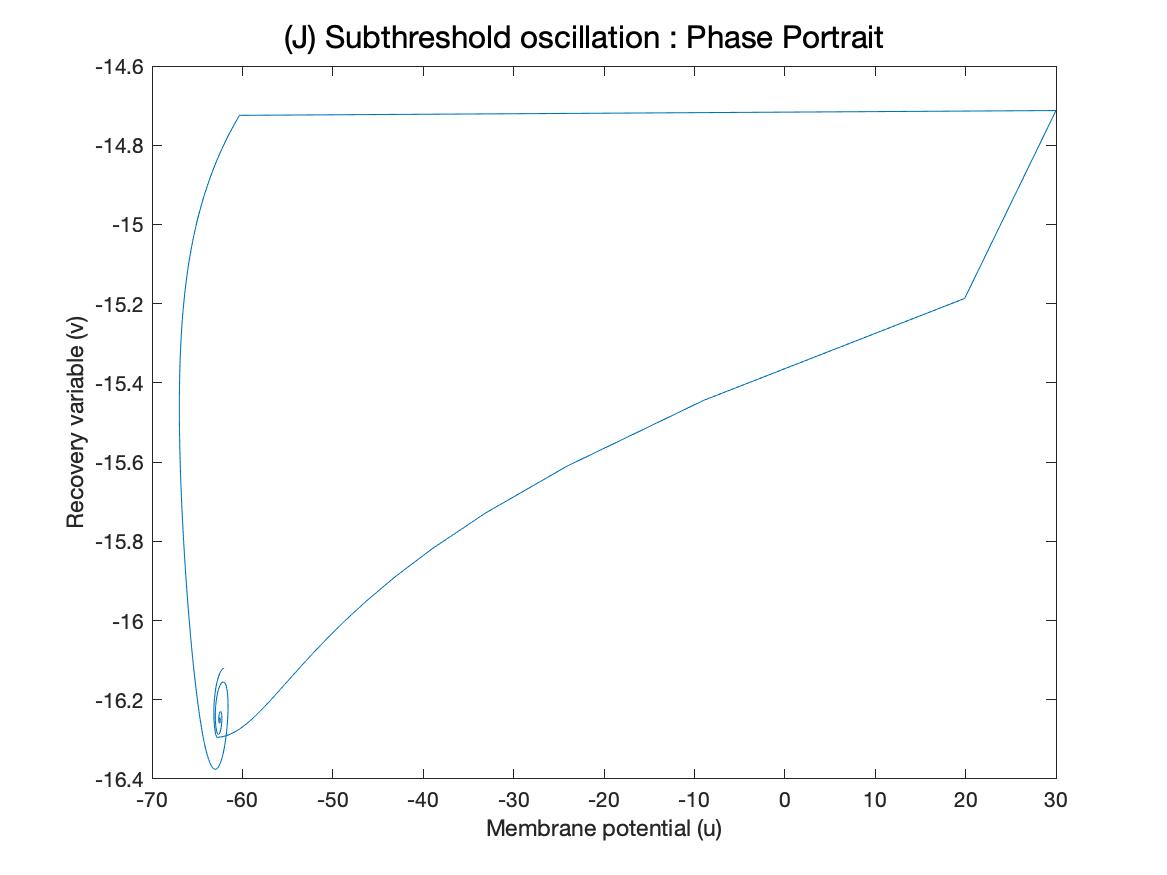 (J) Subthreshold oscillation : Phase Portrait
-14.6
-14.8
-15
-15.2
-15.4
-15.6
-15.8
-16
-16.2
-16.4
Recovery variable (v)
-70 -60 -50 -40 -30 -20 -10 0 10 20 30
Membrane potential (u)